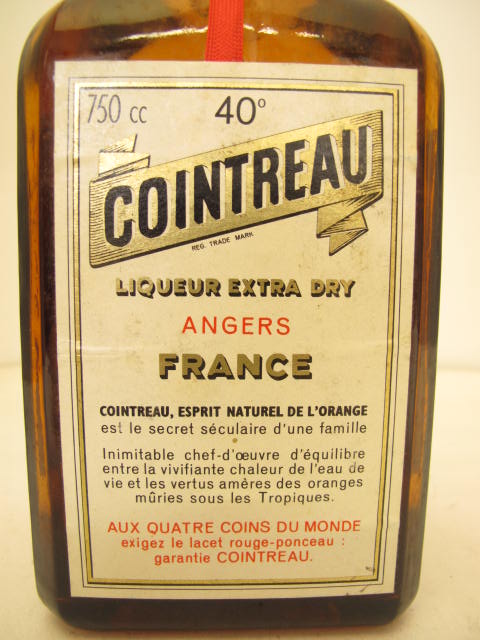 750 cc 40°
COINTREAU
REG. TRADE MARK
LIQUEUR EXTRA DRY
ANGERS
FRANCE
COINTREAU, ESPRIT NATUREL DE L'ORANGE
est le secret séculaire d'une famille
Inimitable chef-d'œuvre d'équilibre
entre la vivifiante chaleur de l'eau de
vie et les vertus amères des oranges
mûries sous les Tropiques.
AUX QUATRE COINS DU MONDE
exigez le lacet rouge-ponceau :
garantie COINTREAU.